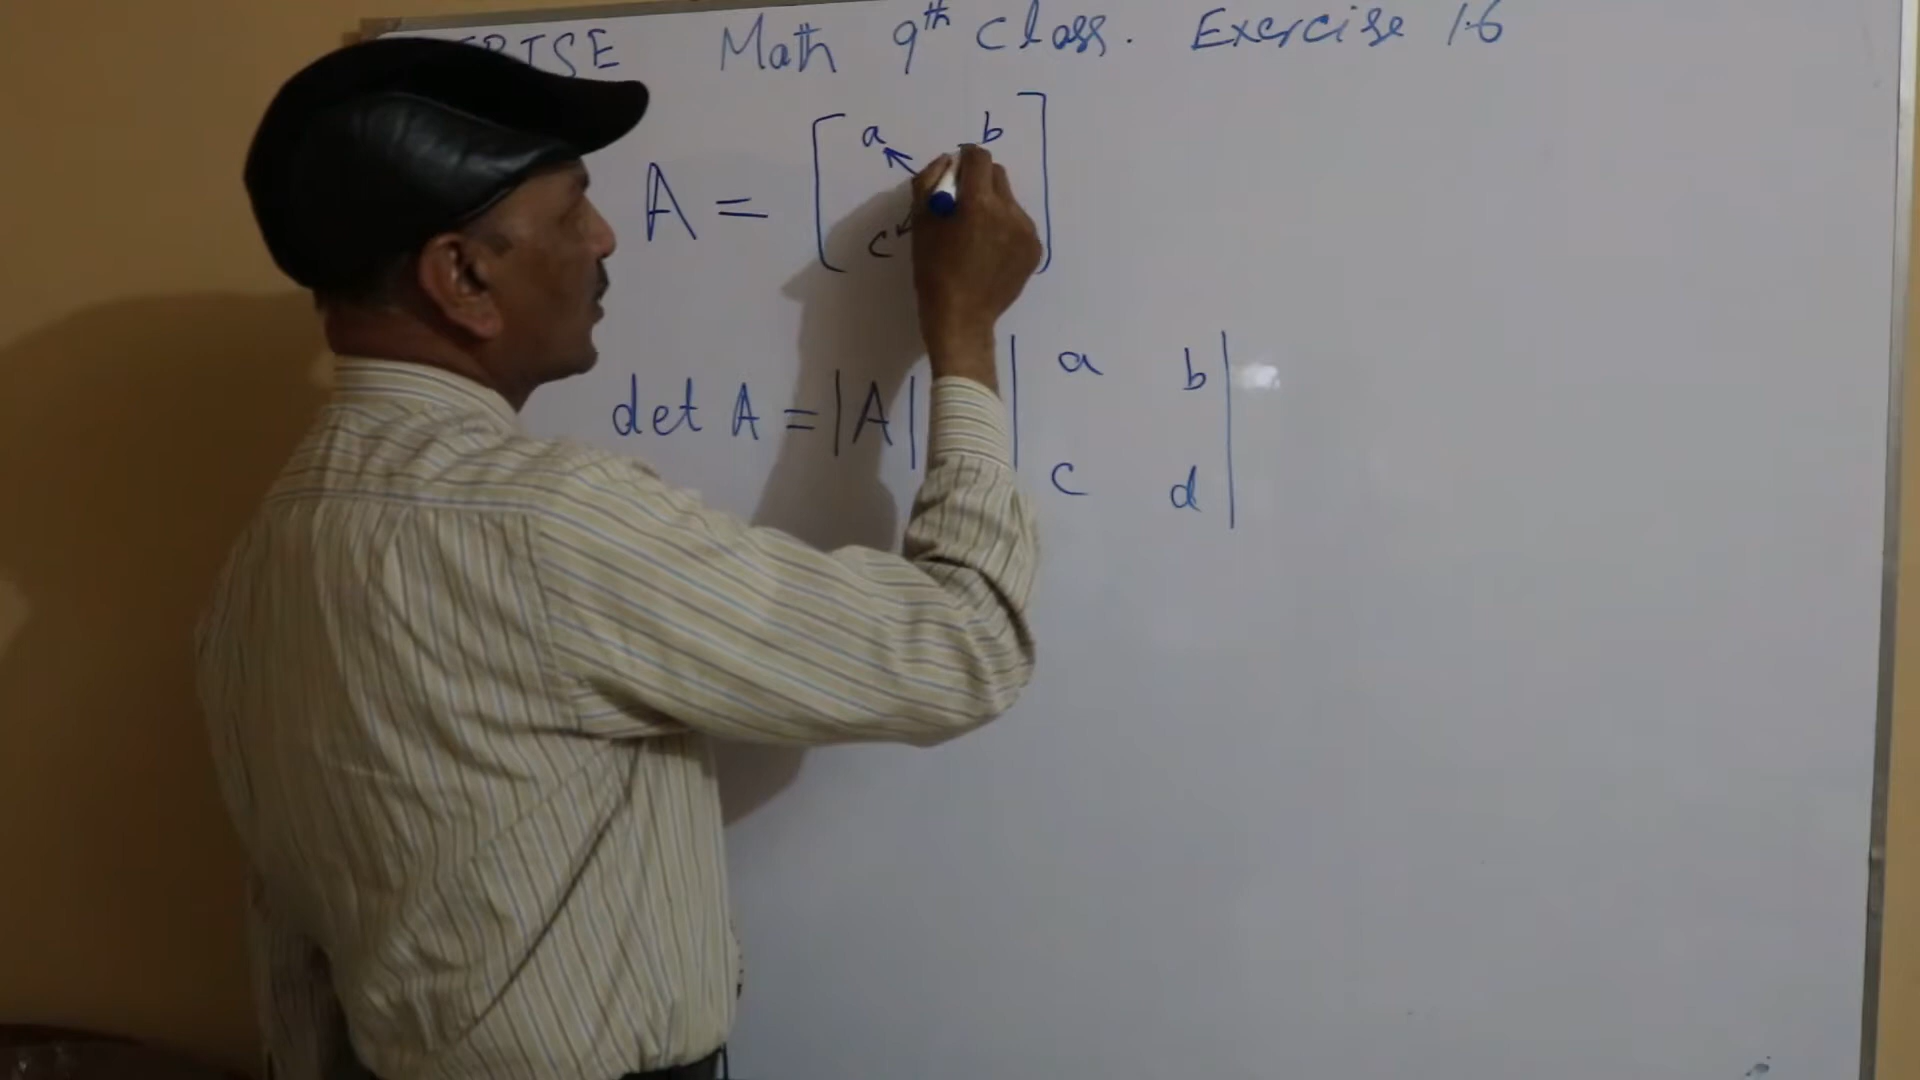 Math 9th Class. Exercise 1.6
A = [ a b
c ]
det A = |A| | a b |
c d